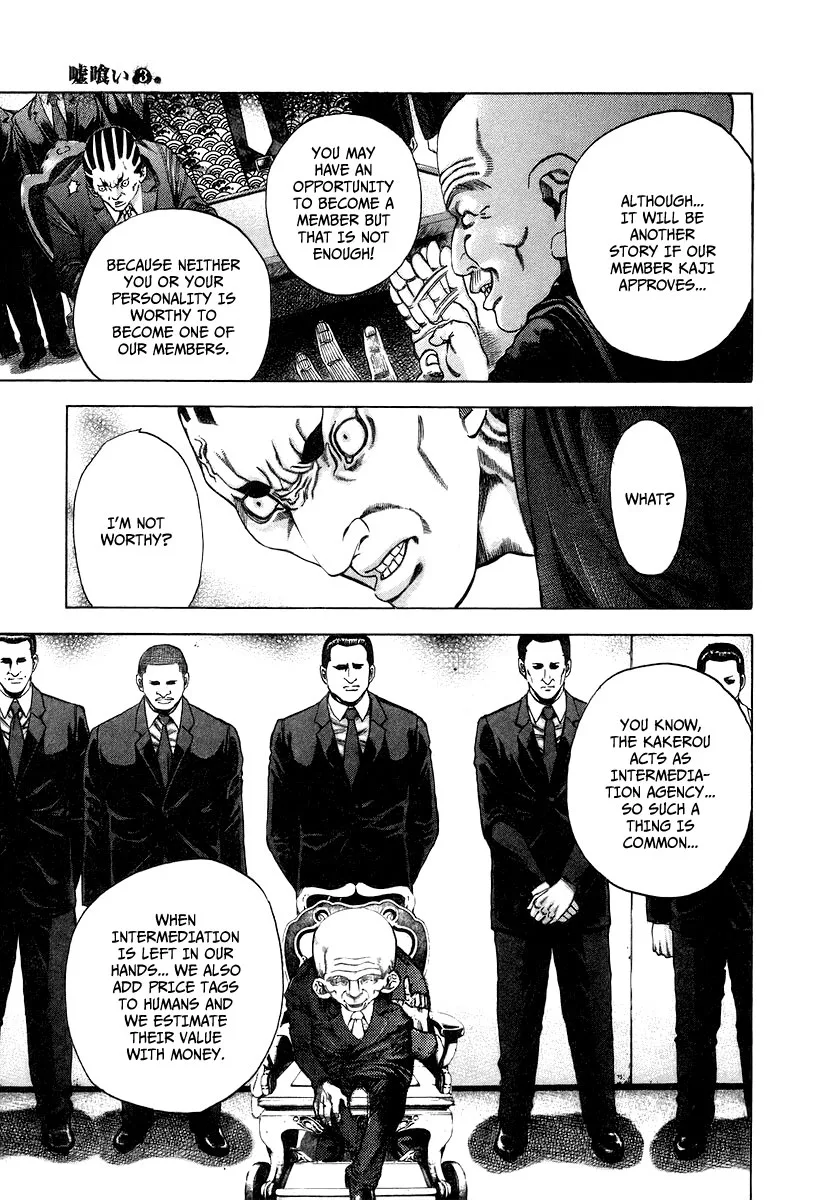 嘘喰い3。
ALTHOUGH...
IT WILL BE
ANOTHER
STORY IF OUR
MEMBER KAJI
APPROVES...
YOU MAY
HAVE AN
OPPORTUNITY
TO BECOME A
MEMBER BUT
THAT IS NOT
ENOUGH!
BECAUSE NEITHER
YOU OR YOUR
PERSONALITY IS
WORTHY TO
BECOME ONE OF
OUR MEMBERS.
WHAT?
I'M NOT
WORTHY?
YOU KNOW,
THE KAKEROU
ACTS AS
INTERMEDIA-
TION AGENCY...
SO SUCH A
THING IS
COMMON...
WHEN
INTERMEDIATION
IS LEFT IN OUR
HANDS... WE ALSO
ADD PRICE TAGS
TO HUMANS AND
WE ESTIMATE
THEIR VALUE
WITH MONEY.